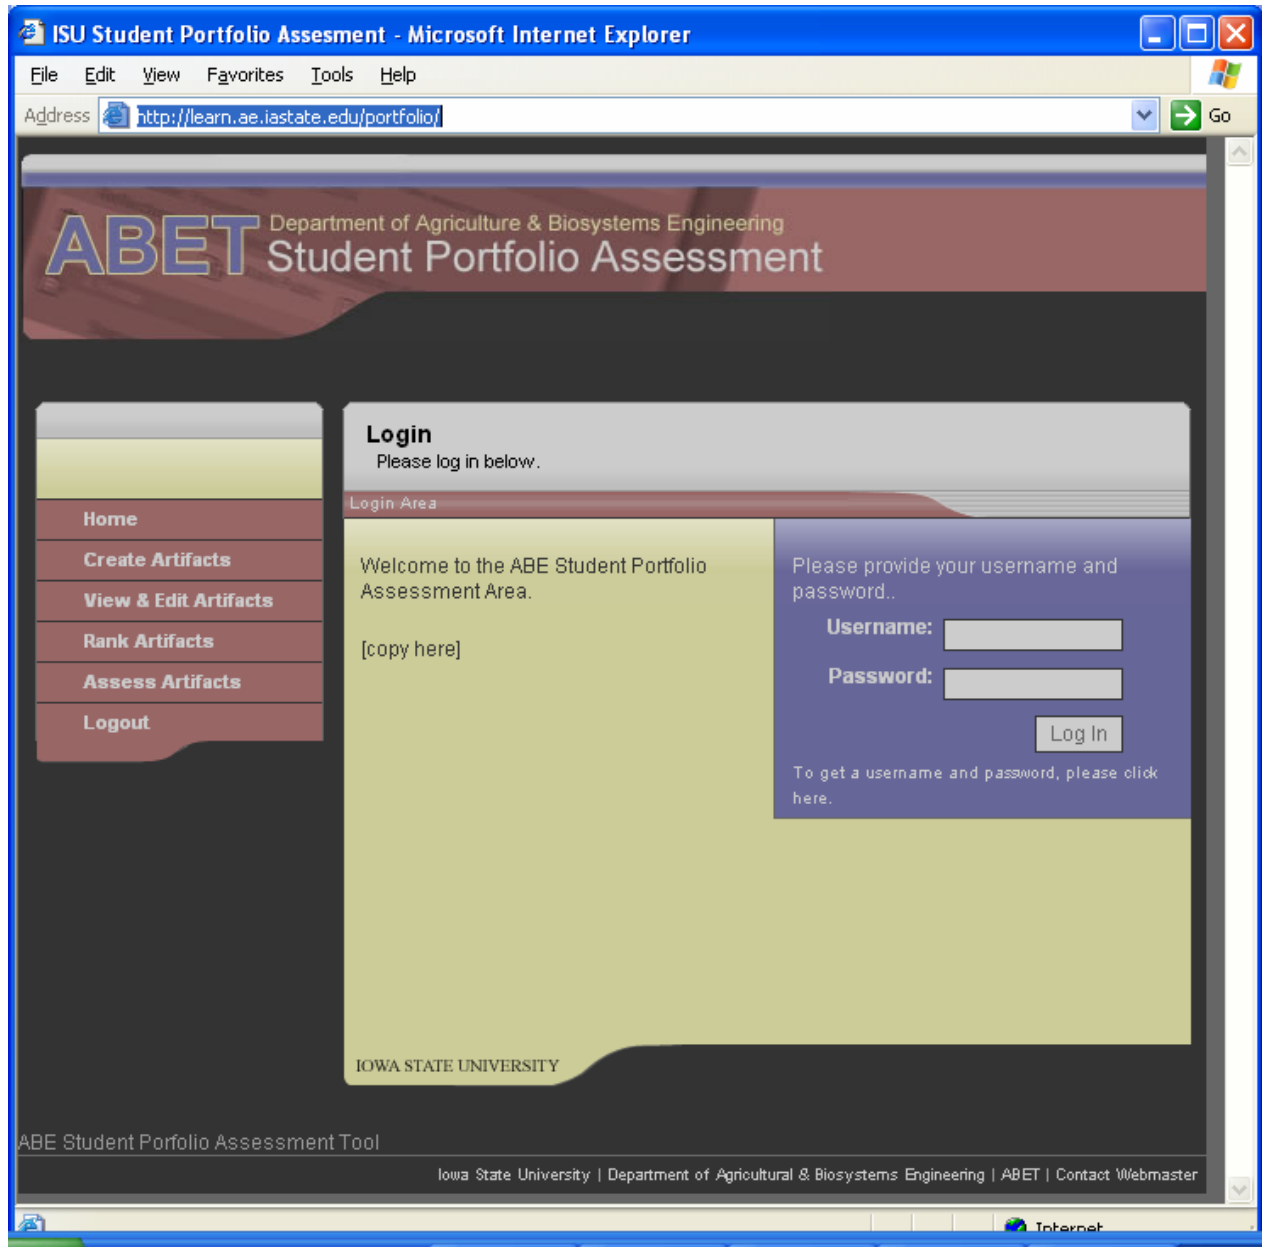 ISU Student Portfolio Assesment - Microsoft Internet Explorer
File Edit View Favorites Tools Help
Address http://learn.ae.iastate.edu/portfolio/ Go
ABET
Department of Agriculture & Biosystems Engineering
Student Portfolio Assessment
Login
Please log in below.
Login Area
Home
Create Artifacts
View & Edit Artifacts
Rank Artifacts
Assess Artifacts
Logout
Welcome to the ABE Student Portfolio
Assessment Area.
[copy here]
Please provide your username and
password..
Username:
Password:
Log In
To get a username and password, please click
here.
IOWA STATE UNIVERSITY
ABE Student Porfolio Assessment Tool
Iowa State University | Department of Agricultural & Biosystems Engineering | ABET | Contact Webmaster
Internet